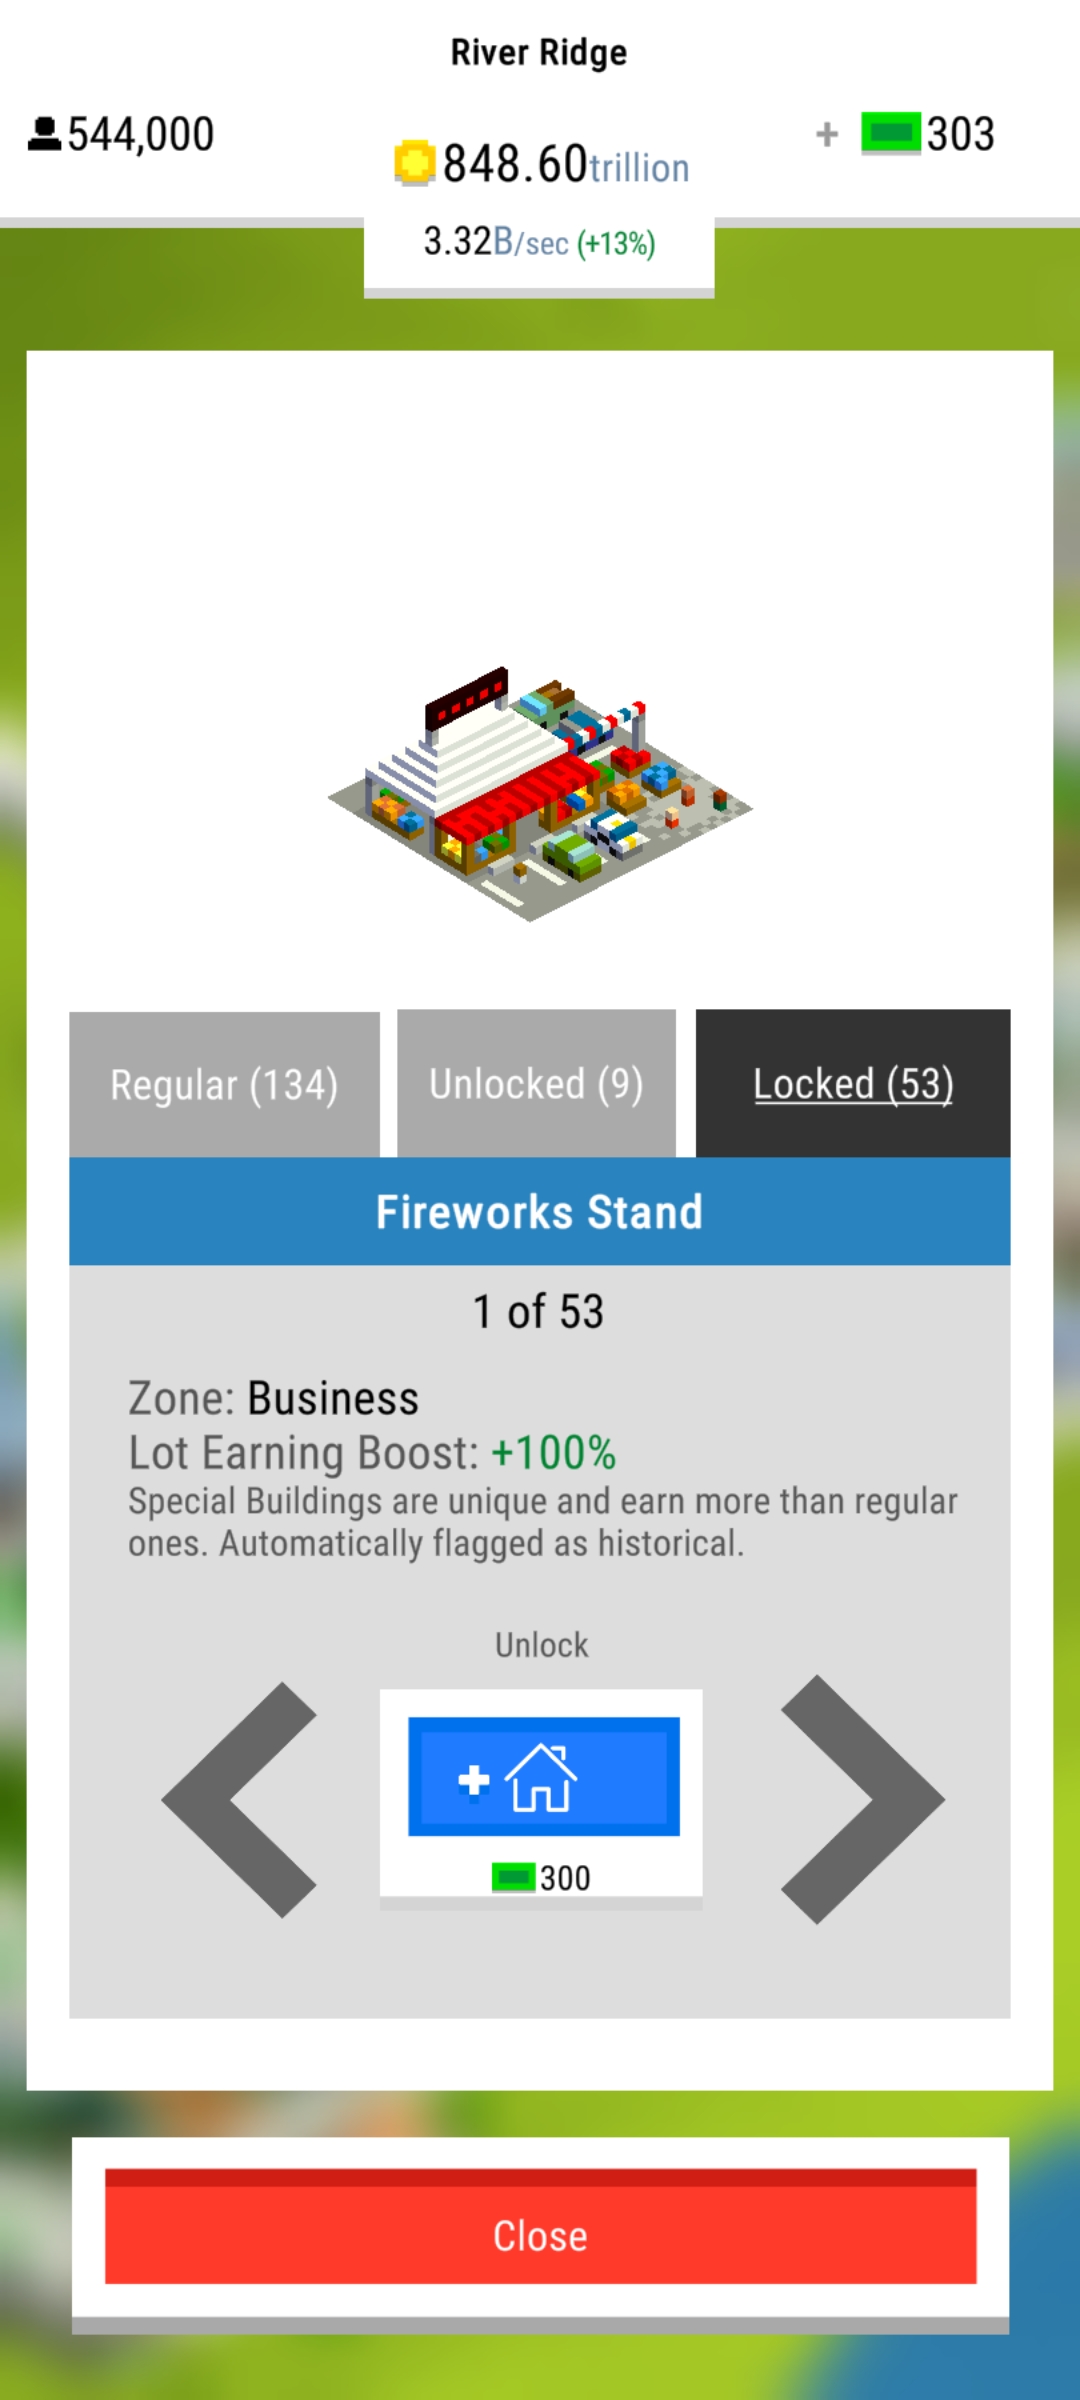 River Ridge
544,000
848.60trillion
+ 303
3.32B/sec (+13%)
Regular (134)
Unlocked (9)
Locked (53)
Fireworks Stand
1 of 53
Zone: Business
Lot Earning Boost: +100%
Special Buildings are unique and earn more than regular
ones. Automatically flagged as historical.
Unlock
+
300
Close